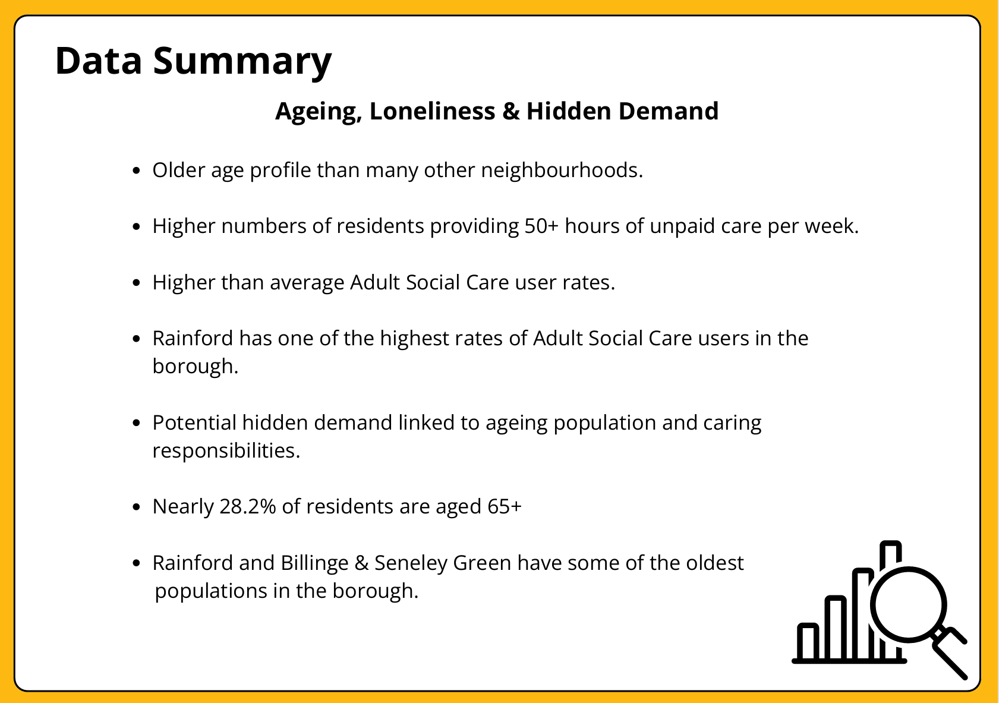 Data Summary
Ageing, Loneliness & Hidden Demand
• Older age profile than many other neighbourhoods.
• Higher numbers of residents providing 50+ hours of unpaid care per week.
• Higher than average Adult Social Care user rates.
• Rainford has one of the highest rates of Adult Social Care users in the
borough.
• Potential hidden demand linked to ageing population and caring
responsibilities.
• Nearly 28.2% of residents are aged 65+
• Rainford and Billinge & Seneley Green have some of the oldest
populations in the borough.